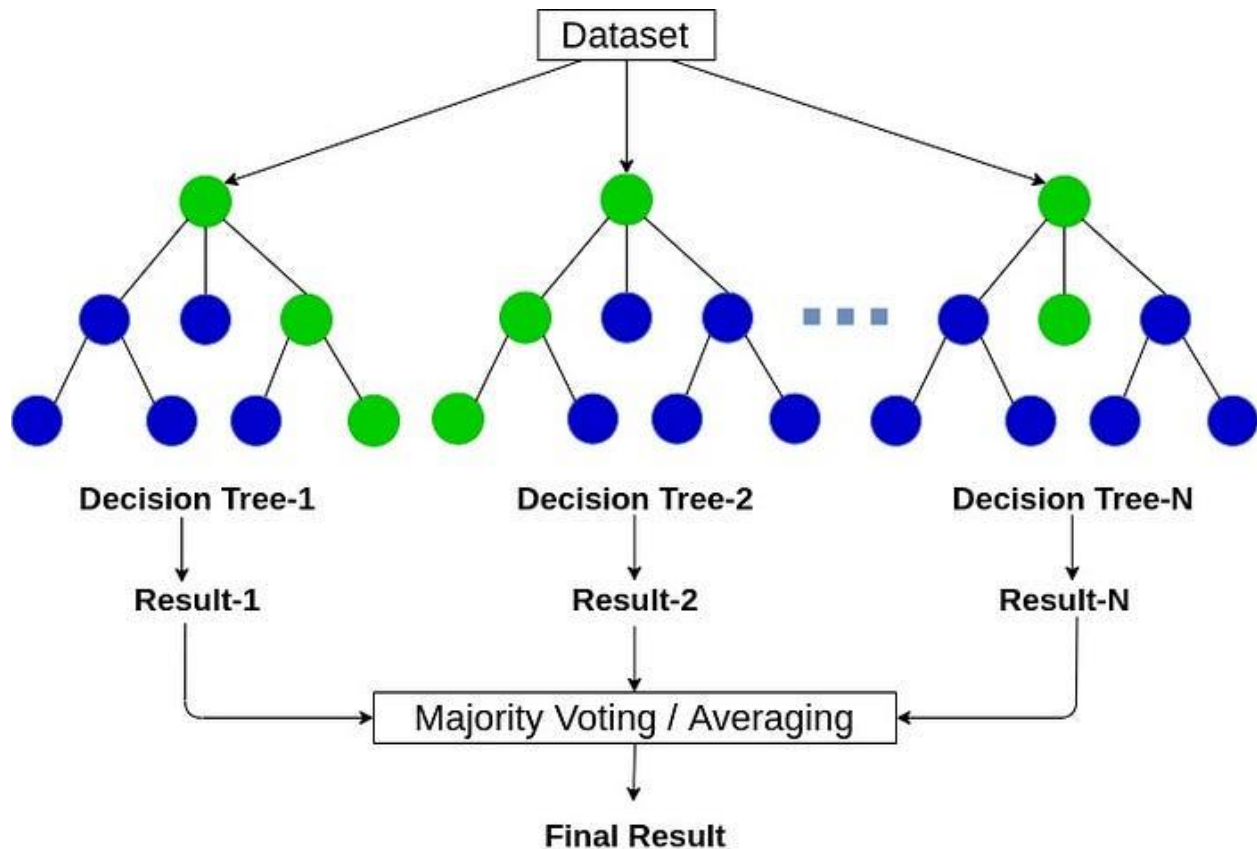 Dataset
Decision Tree-1
Decision Tree-2
Decision Tree-N
Result-1
Result-2
Result-N
Majority Voting / Averaging
Final Result